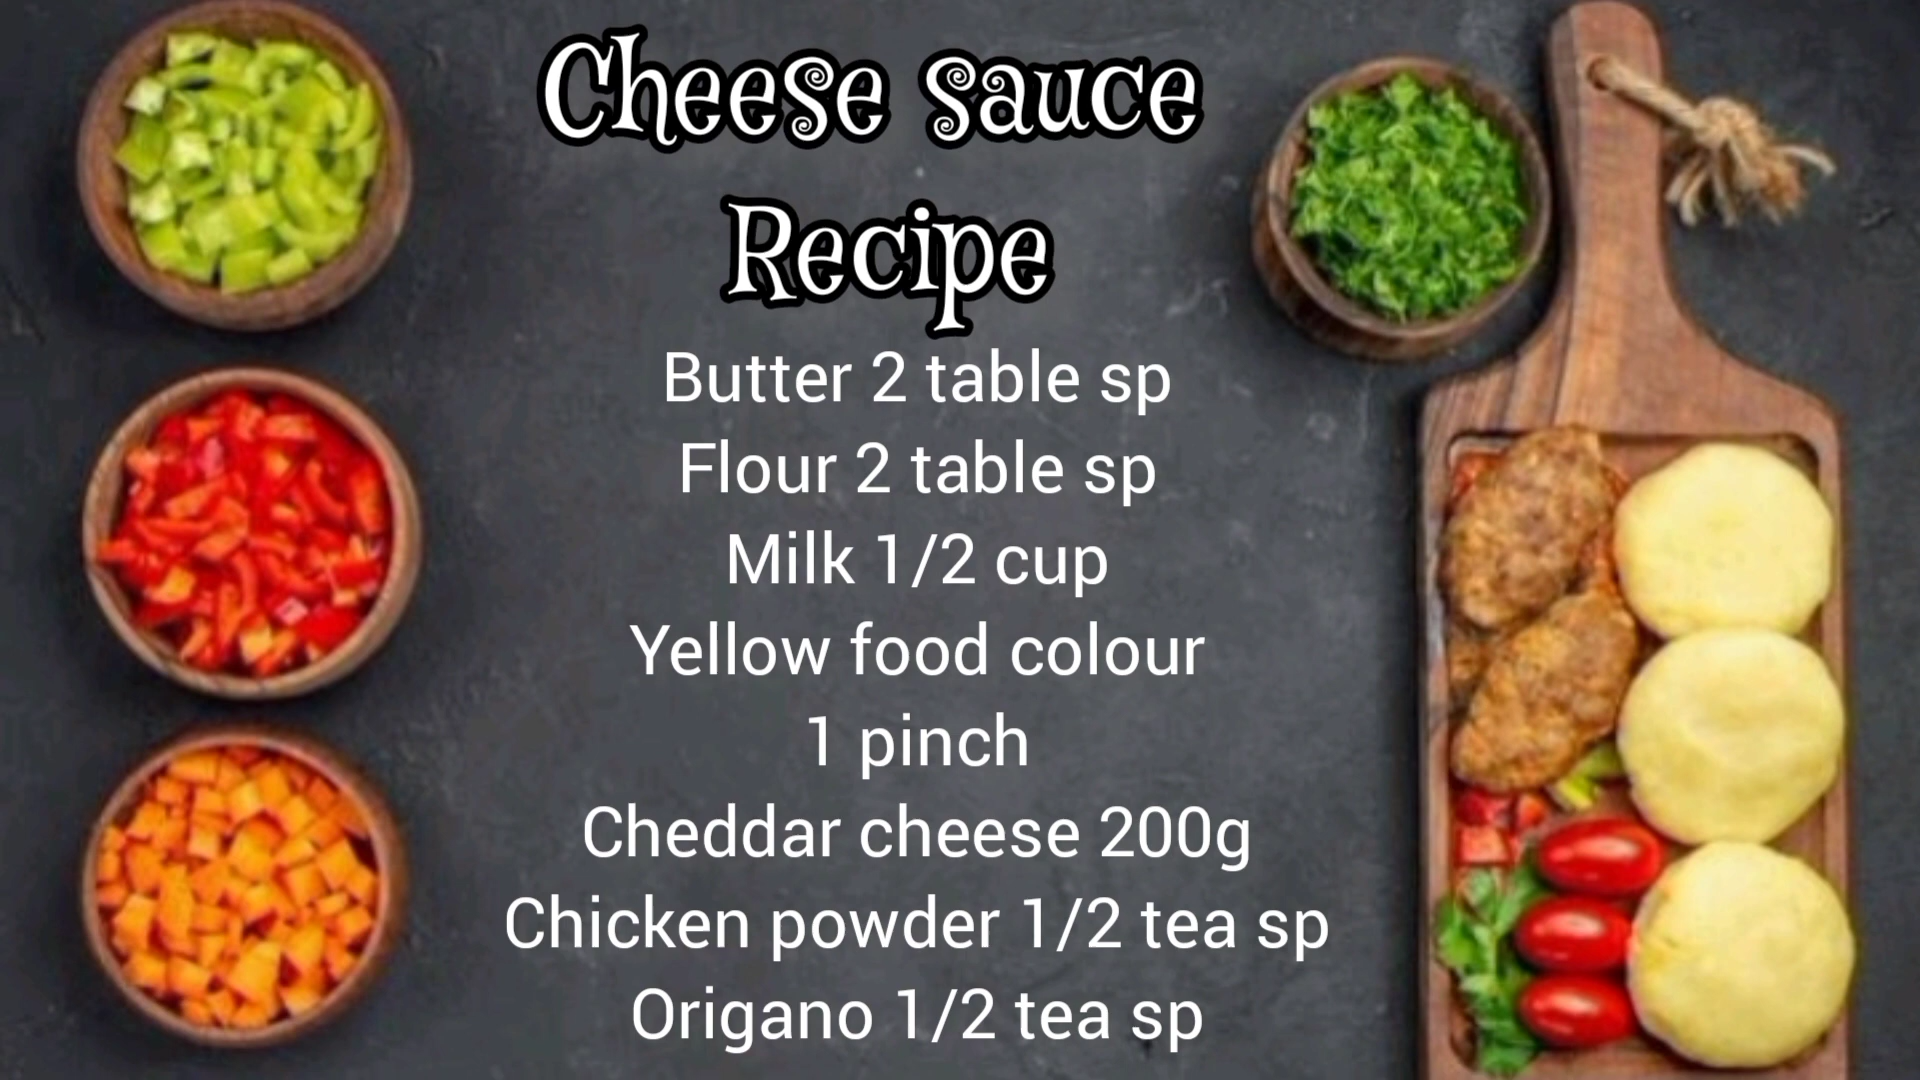 Cheese sauce
Recipe
Butter 2 table sp
Flour 2 table sp
Milk 1/2 cup
Yellow food colour
1 pinch
Cheddar cheese 200g
Chicken powder 1/2 tea sp
Origano 1/2 tea sp